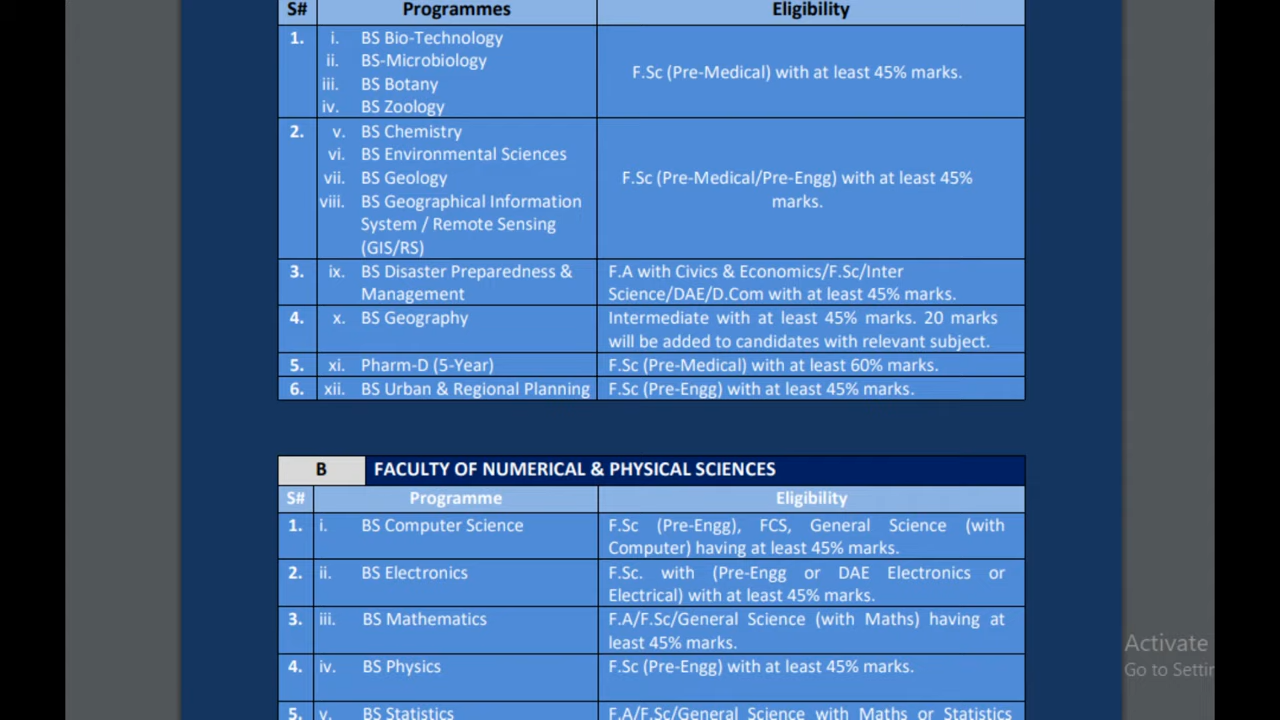 S# Programmes Eligibility
1. i. BS Bio-Technology
ii. BS-Microbiology
iii. BS Botany
iv. BS Zoology
F.Sc (Pre-Medical) with at least 45% marks.
2. v. BS Chemistry
vi. BS Environmental Sciences
vii. BS Geology
viii. BS Geographical Information
System / Remote Sensing
(GIS/RS)
F.Sc (Pre-Medical/Pre-Engg) with at least 45%
marks.
3. ix. BS Disaster Preparedness &
Management
F.A with Civics & Economics/F.Sc/Inter
Science/DAE/D.Com with at least 45% marks.
4. x. BS Geography
Intermediate with at least 45% marks. 20 marks
will be added to candidates with relevant subject.
5. xi. Pharm-D (5-Year) F.Sc (Pre-Medical) with at least 60% marks.
6. xii. BS Urban & Regional Planning F.Sc (Pre-Engg) with at least 45% marks.
B FACULTY OF NUMERICAL & PHYSICAL SCIENCES
S# Programme Eligibility
1. i. BS Computer Science
F.Sc (Pre-Engg), FCS, General Science (with
Computer) having at least 45% marks.
2. ii. BS Electronics
F.Sc. with (Pre-Engg or DAE Electronics or
Electrical) with at least 45% marks.
3. iii. BS Mathematics
F.A/F.Sc/General Science (with Maths) having at
least 45% marks.
4. iv. BS Physics F.Sc (Pre-Engg) with at least 45% marks.
5. v. BS Statistics F.A/F.Sc/General Science with Maths or Statistics
Activate
Go to Settin